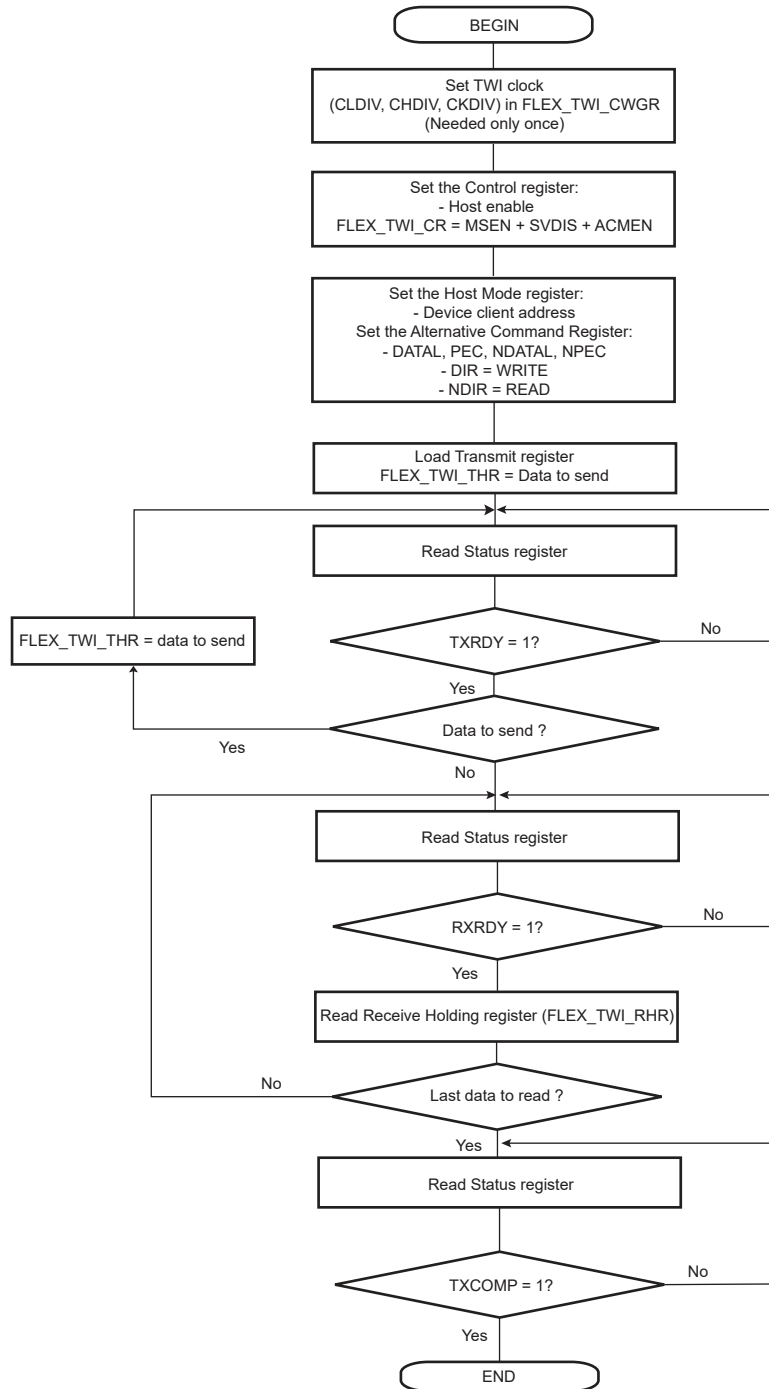 BEGIN
Set TWI clock
(CLDIV, CHDIV, CKDIV) in FLEX_TWI_CWGR
(Needed only once)
Set the Control register:
- Host enable
FLEX_TWI_CR = MSEN + SVDIS + ACMEN
Set the Host Mode register:
- Device client address
Set the Alternative Command Register:
- DATAL, PEC, NDATAL, NPEC
- DIR = WRITE
- NDIR = READ
Load Transmit register
FLEX_TWI_THR = Data to send
Read Status register
FLEX_TWI_THR = data to send
TXRDY = 1?
No
Yes
Data to send ?
Yes
No
Read Status register
RXRDY = 1?
No
Yes
Read Receive Holding register (FLEX_TWI_RHR)
No
Last data to read ?
Yes
Read Status register
TXCOMP = 1?
No
Yes
END